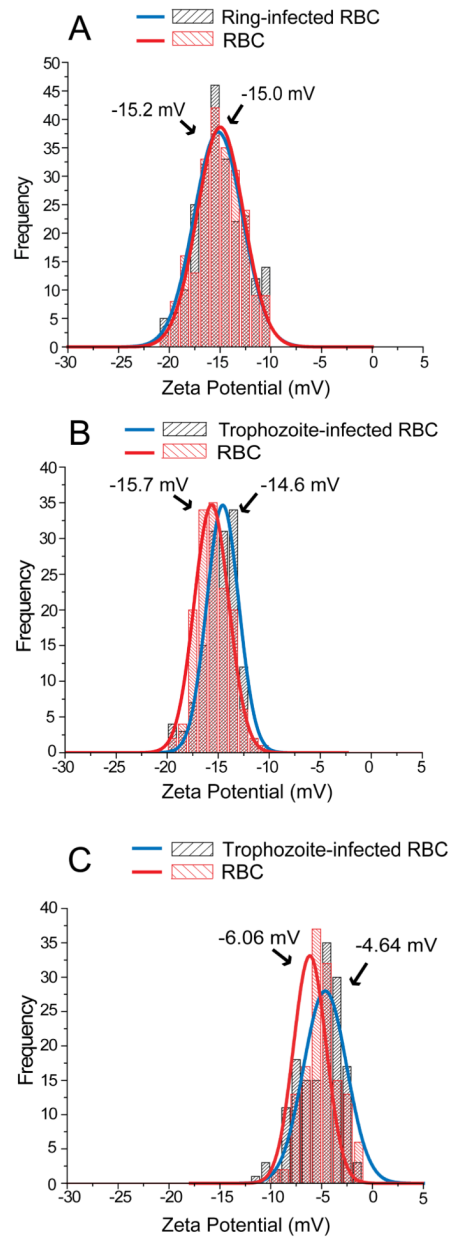 A
Ring-infected RBC
RBC
-15.2 mV
-15.0 mV
50
45
40
35
30
25
20
15
10
5
0
Frequency
-30 -25 -20 -15 -10 -5 0 5
Zeta Potential (mV)
B
Trophozoite-infected RBC
RBC
-15.7 mV
-14.6 mV
40
35
30
25
20
15
10
5
0
Frequency
-30 -25 -20 -15 -10 -5 0 5
Zeta Potential (mV)
C
Trophozoite-infected RBC
RBC
-6.06 mV
-4.64 mV
40
35
30
25
20
15
10
5
0
Frequency
-30 -25 -20 -15 -10 -5 0 5
Zeta Potential (mV)